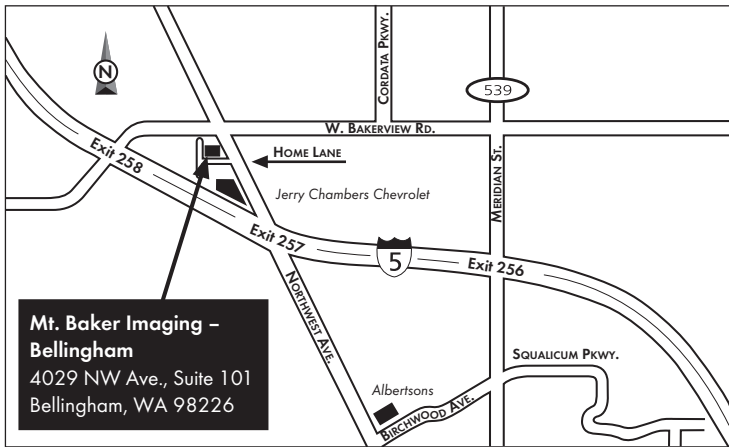 N
CORDATA PKWY.
539
W. BAKERVIEW RD.
Exit 258
HOME LANE
MERIDIAN ST.
Jerry Chambers Chevrolet
Exit 257
5
Exit 256
NORTHWEST AVE.
Mt. Baker Imaging –
Bellingham
4029 NW Ave., Suite 101
Bellingham, WA 98226
SQUALICUM PKWY.
Albertsons
BIRCHWOOD AVE.